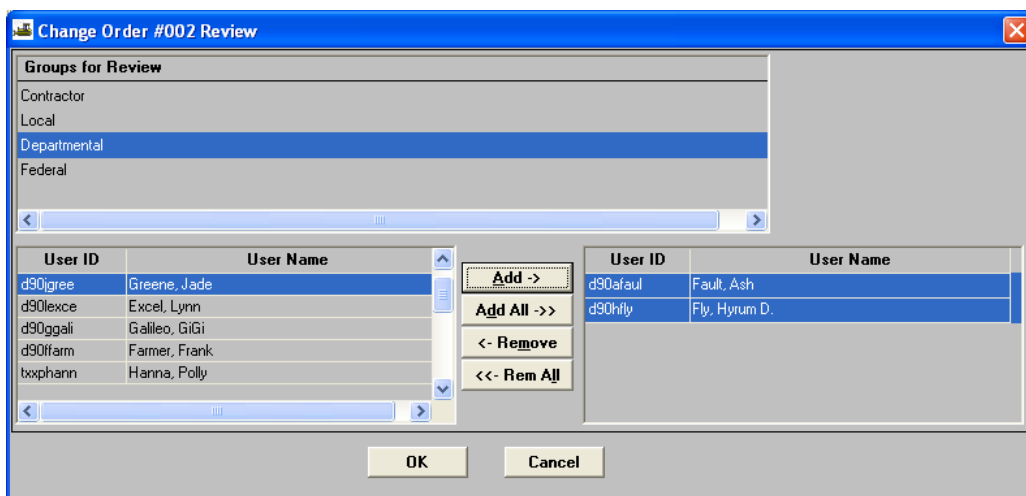 Change Order #002 Review
Groups for Review
Contractor
Local
Departmental
Federal
User ID User Name
d90jgree Greene, Jade
d90lexce Excel, Lynn
d90ggali Galileo, GiGi
d90ffarm Farmer, Frank
txxphann Hanna, Polly
Add ->
Add All ->>
<- Remove
<<- Rem All
User ID User Name
d90afaul Fault, Ash
d90hfly Fly, Hyrum D.
OK Cancel